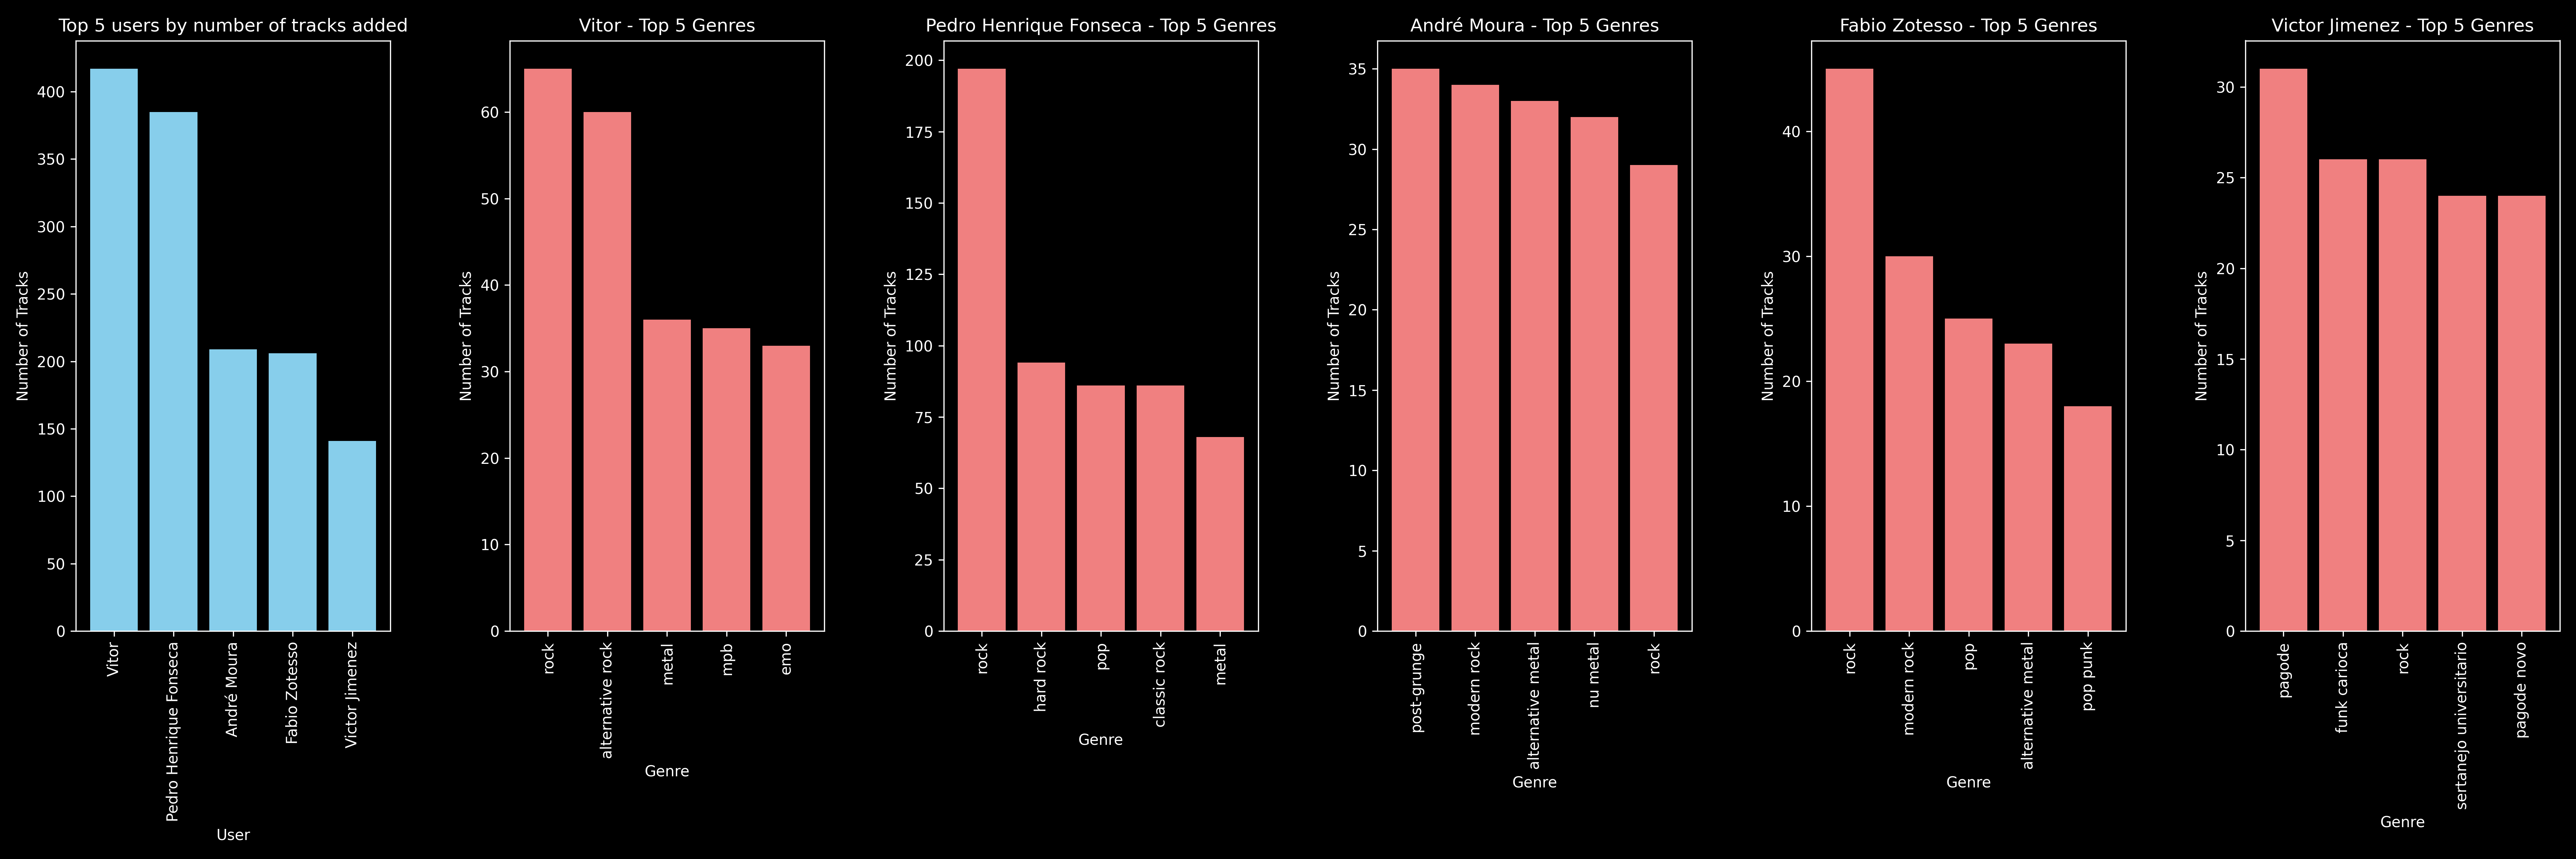 Top 5 users by number of tracks added
Number of Tracks
400
350
300
250
200
150
100
50
0
Vitor
Pedro Henrique Fonseca
André Moura
Fabio Zotesso
Victor Jimenez
User
Vitor - Top 5 Genres
Number of Tracks
60
50
40
30
20
10
0
rock
alternative rock
metal
mpb
emo
Genre
Pedro Henrique Fonseca - Top 5 Genres
Number of Tracks
200
175
150
125
100
75
50
25
0
rock
hard rock
pop
classic rock
metal
Genre
André Moura - Top 5 Genres
Number of Tracks
35
30
25
20
15
10
5
0
post-grunge
modern rock
alternative metal
nu metal
rock
Genre
Fabio Zotesso - Top 5 Genres
Number of Tracks
40
30
20
10
0
rock
modern rock
pop
alternative metal
pop punk
Genre
Victor Jimenez - Top 5 Genres
Number of Tracks
30
25
20
15
10
5
0
pagode
funk carioca
rock
sertanejo universitario
pagode novo
Genre